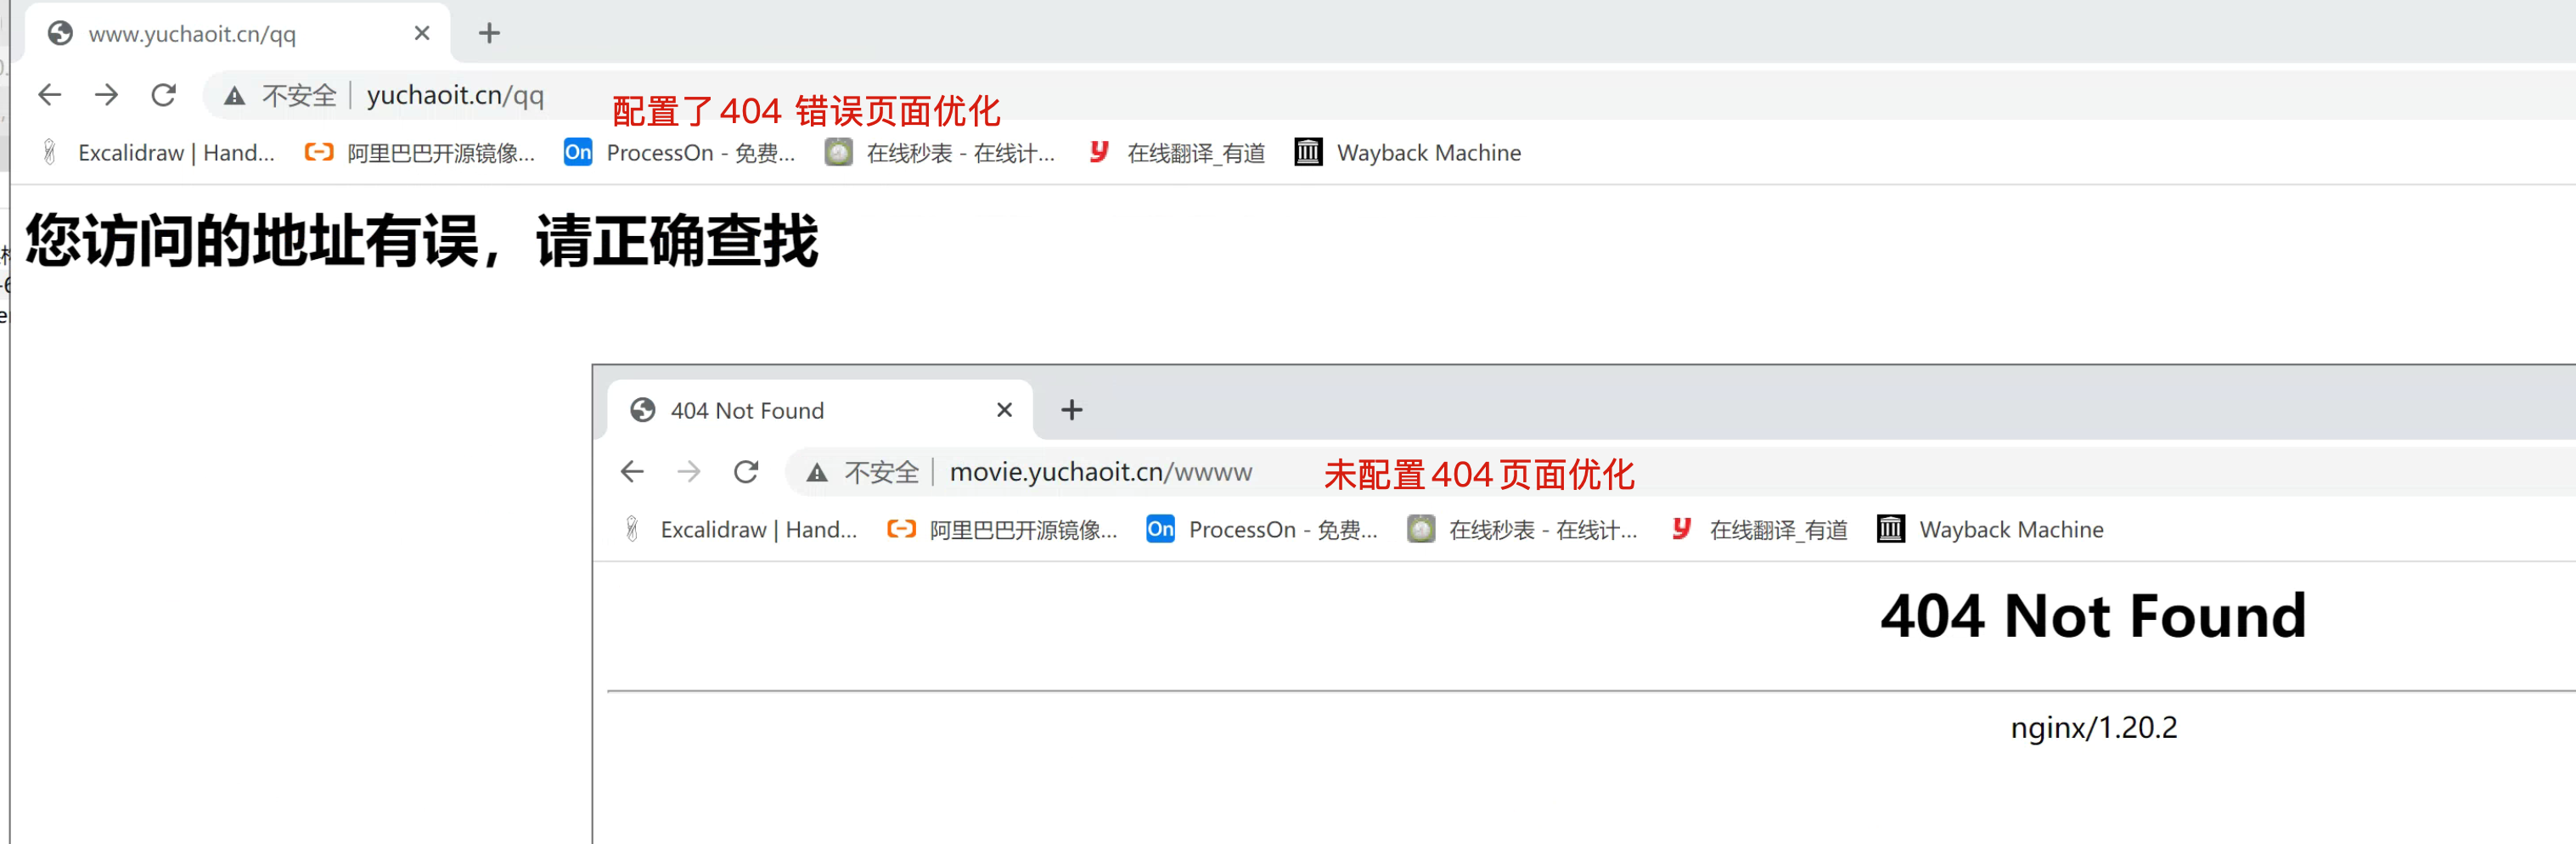 www.yuchaoit.cn/qq
不安全 yuchaoit.cn/qq
配置了404 错误页面优化
Excalidraw | Hand... 阿里巴巴开源镜像... On ProcessOn - 免费... 在线秒表 - 在线计... y 在线翻译_有道 Wayback Machine
您访问的地址有误，请正确查找
404 Not Found
不安全 movie.yuchaoit.cn/wwww
未配置404页面优化
Excalidraw | Hand... 阿里巴巴开源镜像... On ProcessOn - 免费... 在线秒表 - 在线计... y 在线翻译_有道 Wayback Machine
404 Not Found
nginx/1.20.2